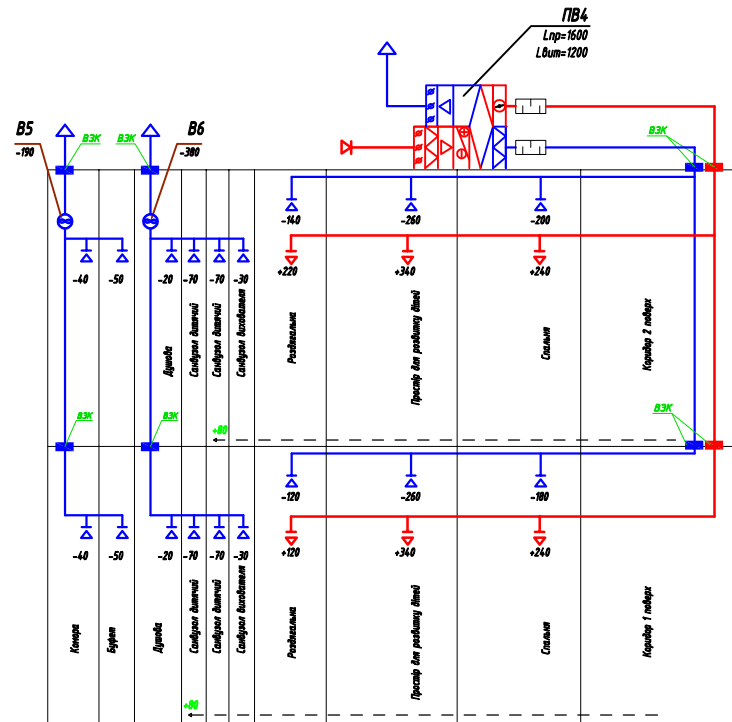 ПВ4
Lпр=1600
Lвит=1200
В5
-190
ВЗК
ВЗК
В6
-380
ВЗК
-140
-260
-200
-40
-50
-20
-70
-70
-30
+220
+340
+240
Душова
Санвузол дитячий
Санвузол дитячий
Санвузол вихователя
Роздягальна
Простір для розвитку дітей
Спальня
Коридор 2 поверх
ВЗК
ВЗК
+80
ВЗК
-120
-260
-180
-40
-50
-20
-70
-70
-30
+120
+340
+240
Комора
Буфет
Душова
Санвузол дитячий
Санвузол дитячий
Санвузол вихователя
Роздягальна
Простір для розвитку дітей
Спальня
Коридор 1 поверх
+80